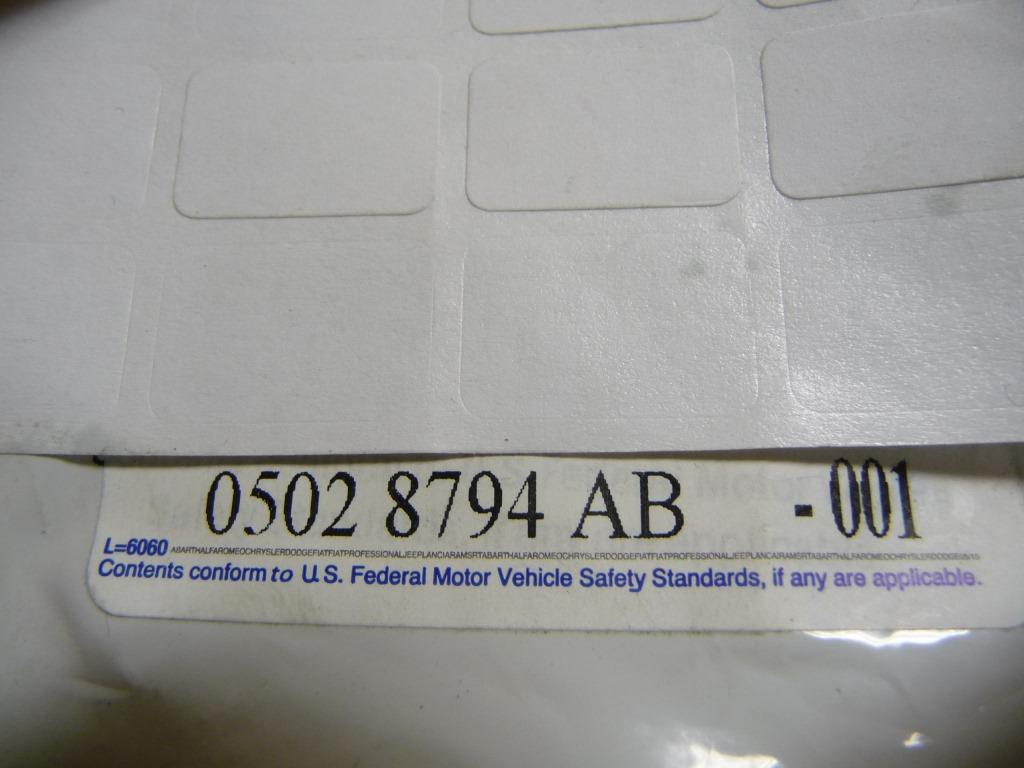 0502 8794 AB - 001
L=6060 ABARTHALFAROMEOCHRYSLERDODGEFIATFIATPROFESSIONALJEEPLANCIARAMSRTABARTHALFAROMEOCHRYSLERDODGEFIATFIATPROFESSIONALJEEPLANCIARAMSRTABARTHALFAROMEOCHRYSLERDODGE
Contents conform to U.S. Federal Motor Vehicle Safety Standards, if any are applicable.